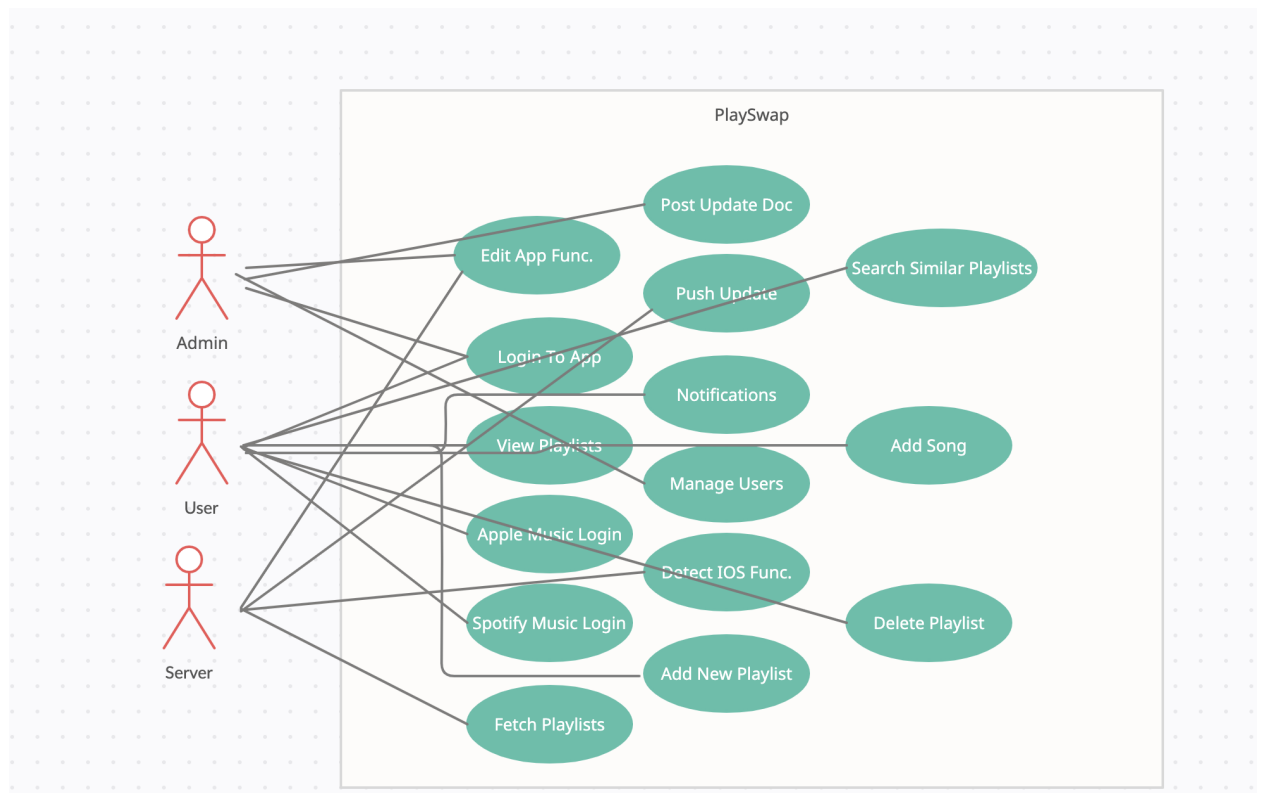 PlaySwap
Post Update Doc
Edit App Func.
Search Similar Playlists
Push Update
Admin
Login To App
Notifications
View Playlists
Add Song
Manage Users
User
Apple Music Login
Detect IOS Func.
Spotify Music Login
Delete Playlist
Server
Add New Playlist
Fetch Playlists